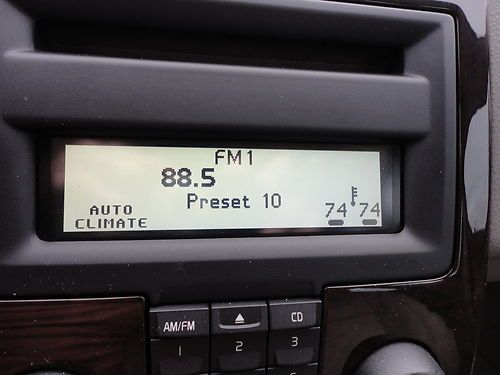 FM1
88.5
Preset 10
AUTO
CLIMATE
74 74
AM/FM
CD
1
2
3